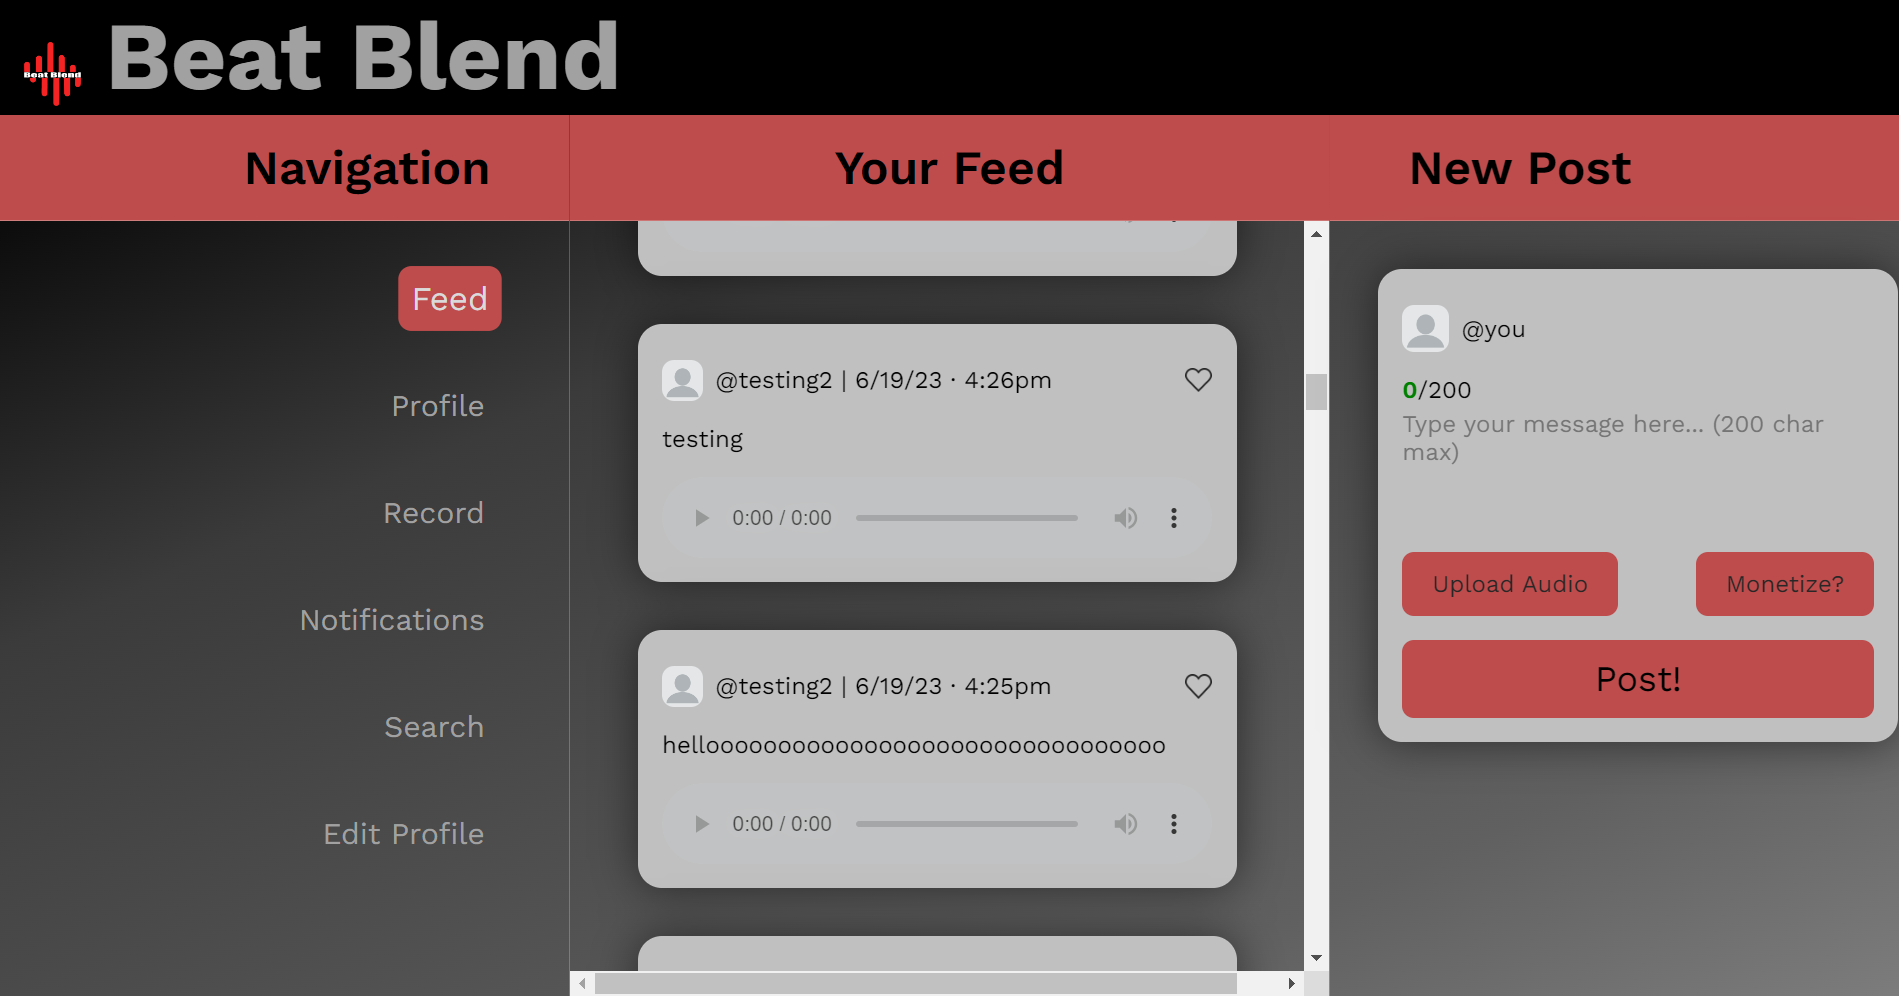 Beat Blend
Beat Blend
Navigation
Your Feed
New Post
Feed
Profile
Record
Notifications
Search
Edit Profile
@testing2 | 6/19/23 · 4:26pm
testing
0:00 / 0:00
@testing2 | 6/19/23 · 4:25pm
hellooooooooooooooooooooooooooooooooo
0:00 / 0:00
@you
0/200
Type your message here... (200 char
max)
Upload Audio
Monetize?
Post!